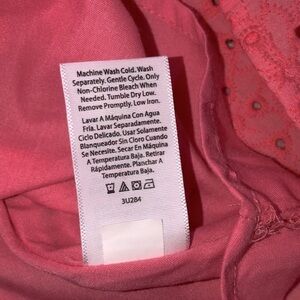 Machine Wash Cold. Wash
Separately. Gentle Cycle. Only
Non-Chlorine Bleach When
Needed. Tumble Dry Low.
Remove Promptly. Low Iron.
Lavar A Máquina Con Agua
Fría. Lavar Separadamente.
Ciclo Delicado. Usar Solamente
Blanqueador Sin Cloro Cuando
Se Necesite. Secar En Máquina
A Temperatura Baja. Retirar
Rápidamente. Planchar A
Temperatura Baja.
3U284